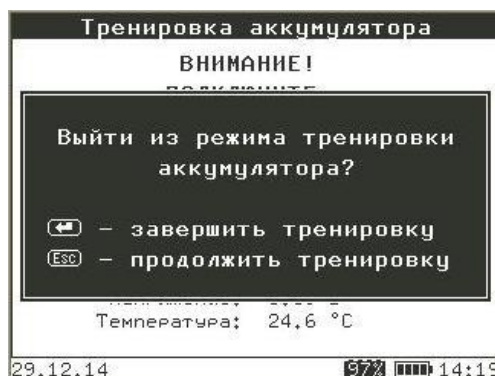 Тренировка аккумулятора
ВНИМАНИЕ!
Выйти из режима тренировки
аккумулятора?
– завершить тренировку
Esc – продолжить тренировку
Температура: 24,6 °C
29.12.14 97% 14:19